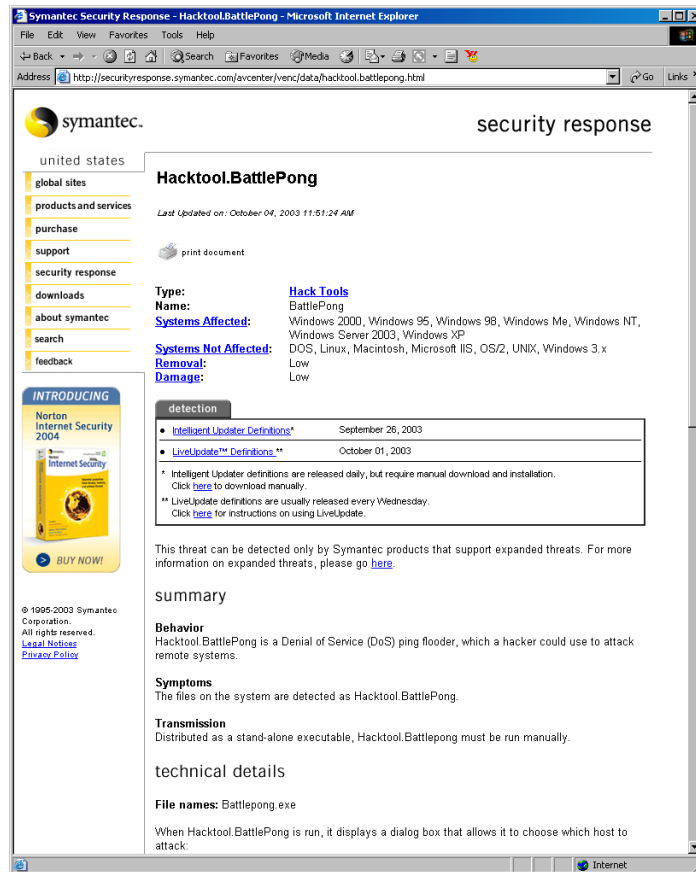 Symantec Security Response - Hacktool.BattlePong - Microsoft Internet Explorer
File Edit View Favorites Tools Help
Back Search Favorites Media
Address http://securityresponse.symantec.com/avcenter/venc/data/hacktool.battlepong.html Go Links
symantec.
security response
united states
global sites
products and services
purchase
support
security response
downloads
about symantec
search
feedback
INTRODUCING
Norton
Internet Security
2004
Internet Security
BUY NOW!
© 1995-2003 Symantec
Corporation.
All rights reserved.
Legal Notices
Privacy Policy
Hacktool.BattlePong
Last Updated on: October 04, 2003 11:51:24 AM
print document
Type: Hack Tools
Name: BattlePong
Systems Affected: Windows 2000, Windows 95, Windows 98, Windows Me, Windows NT,
Windows Server 2003, Windows XP
Systems Not Affected: DOS, Linux, Macintosh, Microsoft IIS, OS/2, UNIX, Windows 3.x
Removal: Low
Damage: Low
detection
• Intelligent Updater Definitions* September 26, 2003
• LiveUpdate™ Definitions ** October 01, 2003
* Intelligent Updater definitions are released daily, but require manual download and installation.
Click here to download manually.
** LiveUpdate definitions are usually released every Wednesday.
Click here for instructions on using LiveUpdate.
This threat can be detected only by Symantec products that support expanded threats. For more
information on expanded threats, please go here.
summary
Behavior
Hacktool.BattlePong is a Denial of Service (DoS) ping flooder, which a hacker could use to attack
remote systems.
Symptoms
The files on the system are detected as Hacktool.BattlePong.
Transmission
Distributed as a stand-alone executable, Hacktool.Battlepong must be run manually.
technical details
File names: Battlepong.exe
When Hacktool.BattlePong is run, it displays a dialog box that allows it to choose which host to
attack:
Internet